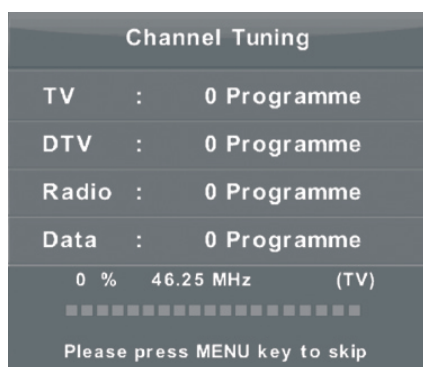 Channel Tuning
TV : 0 Programme
DTV : 0 Programme
Radio : 0 Programme
Data : 0 Programme
0 % 46.25 MHz (TV)
Please press MENU key to skip